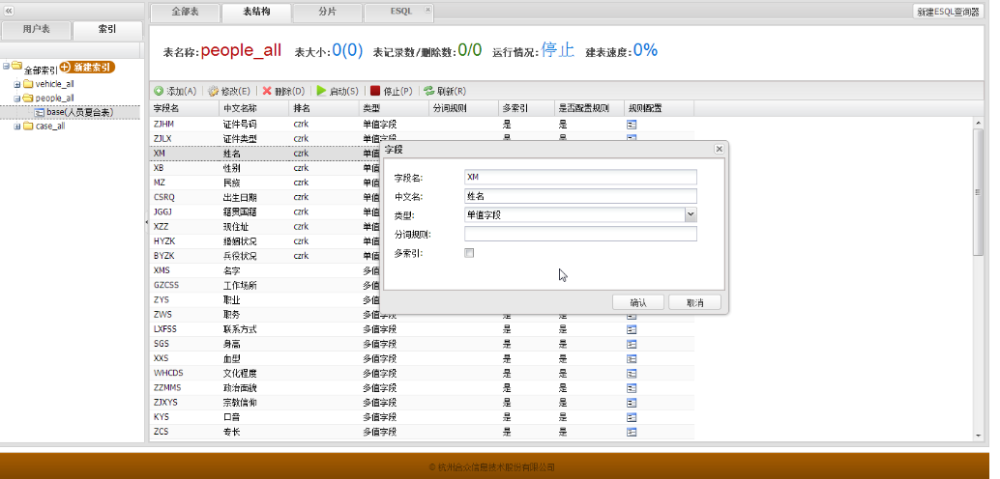 全部表 表结构 分片 ESQL 新建ESQL查询器
用户表 索引
表名称:people_all 表大小:0(0) 表记录数/删除数:0/0 运行情况:停止 建表速度:0%
全部索引 新建索引
vehicle_all
people_all
base(人员复合表)
case_all
添加(A) 修改(E) 删除(D) 启动(S) 停止(P) 刷新(R)
字段名 中文名称 排名 类型 分词规则 多索引 是否配置规则 规则配置
ZJHM 证件号码 czrk 单值字段 是 是
ZJLX 证件类型 czrk 单值字段 是 是
XM 姓名 czrk 单值
XB 性别 czrk 单值
MZ 民族 czrk 单值
CSRQ 出生日期 czrk 单值
JGGJ 籍贯国籍 czrk 单值
XZZ 现住址 czrk 单值
HYZK 婚姻状况 czrk 单值
BYZK 兵役状况 czrk 单值
XMS 名字 多值
GZCSS 工作场所 多值
ZYS 职业 多值
ZWS 职务 多值字段 是 是
LXFSS 联系方式 多值字段 是 是
SGS 身高 多值字段 是 是
XXS 血型 多值字段 是 是
WHCDS 文化程度 多值字段 是 是
ZZMMS 政治面貌 多值字段 是 是
ZJXYS 宗教信仰 多值字段 是 是
KYS 口音 多值字段 是 是
ZCS 专长 多值字段 是 是
字段
字段名: XM
中文名: 姓名
类型: 单值字段
分词规则:
多索引:
确认 取消
© 杭州合众信息技术股份有限公司